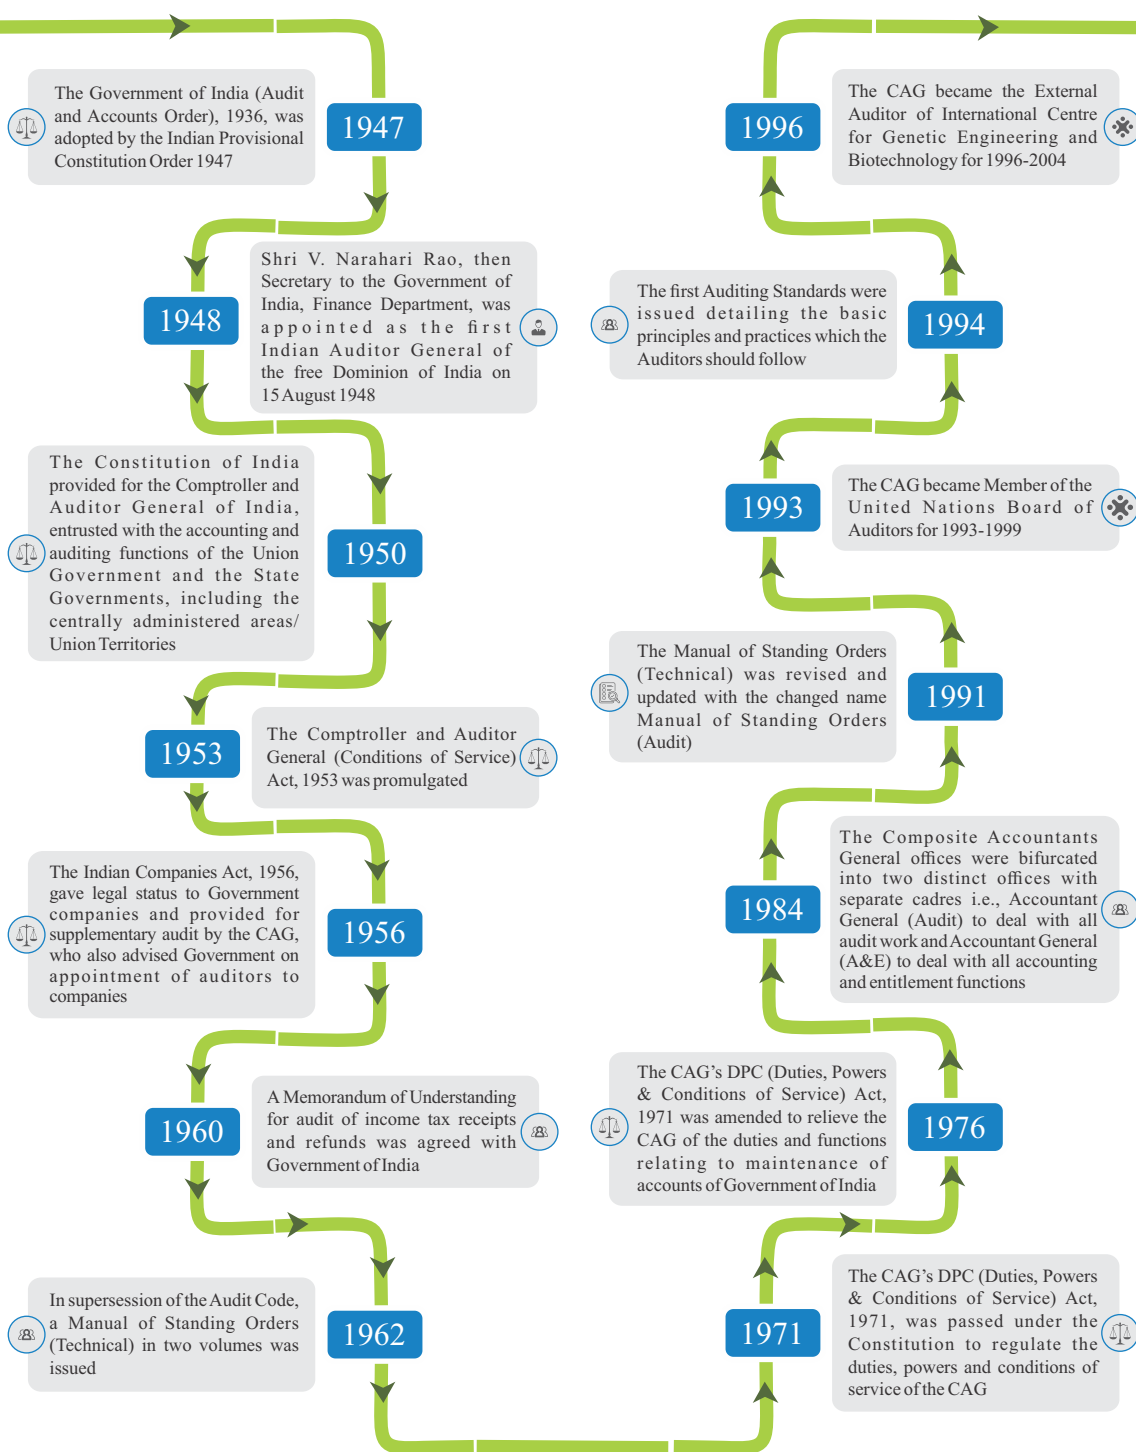 The Government of India (Audit
and Accounts Order), 1936, was
adopted by the Indian Provisional
Constitution Order 1947
1947
Shri V. Narahari Rao, then
Secretary to the Government of
India, Finance Department, was
appointed as the first
Indian Auditor General of
the free Dominion of India on
15 August 1948
1948
The Constitution of India
provided for the Comptroller and
Auditor General of India,
entrusted with the accounting and
auditing functions of the Union
Government and the State
Governments, including the
centrally administered areas/
Union Territories
1950
The Comptroller and Auditor
General (Conditions of Service)
Act, 1953 was promulgated
1953
The Indian Companies Act, 1956,
gave legal status to Government
companies and provided for
supplementary audit by the CAG,
who also advised Government on
appointment of auditors to
companies
1956
A Memorandum of Understanding
for audit of income tax receipts
and refunds was agreed with
Government of India
1960
In supersession of the Audit Code,
a Manual of Standing Orders
(Technical) in two volumes was
issued
1962
1971
The CAG's DPC (Duties, Powers
& Conditions of Service) Act,
1971, was passed under the
Constitution to regulate the
duties, powers and conditions of
service of the CAG
The CAG's DPC (Duties, Powers
& Conditions of Service) Act,
1971 was amended to relieve the
CAG of the duties and functions
relating to maintenance of
accounts of Government of India
1976
1984
The Composite Accountants
General offices were bifurcated
into two distinct offices with
separate cadres i.e., Accountant
General (Audit) to deal with all
audit work and Accountant General
(A&E) to deal with all accounting
and entitlement functions
The Manual of Standing Orders
(Technical) was revised and
updated with the changed name
Manual of Standing Orders
(Audit)
1991
1993
The CAG became Member of the
United Nations Board of
Auditors for 1993-1999
The first Auditing Standards were
issued detailing the basic
principles and practices which the
Auditors should follow
1994
1996
The CAG became the External
Auditor of International Centre
for Genetic Engineering and
Biotechnology for 1996-2004